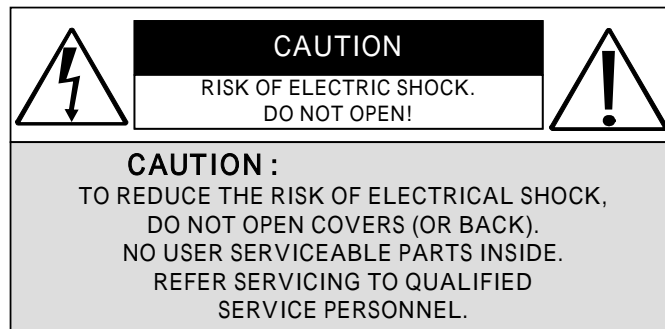 CAUTION
RISK OF ELECTRIC SHOCK.
DO NOT OPEN!
CAUTION :
TO REDUCE THE RISK OF ELECTRICAL SHOCK,
DO NOT OPEN COVERS (OR BACK).
NO USER SERVICEABLE PARTS INSIDE.
REFER SERVICING TO QUALIFIED
SERVICE PERSONNEL.